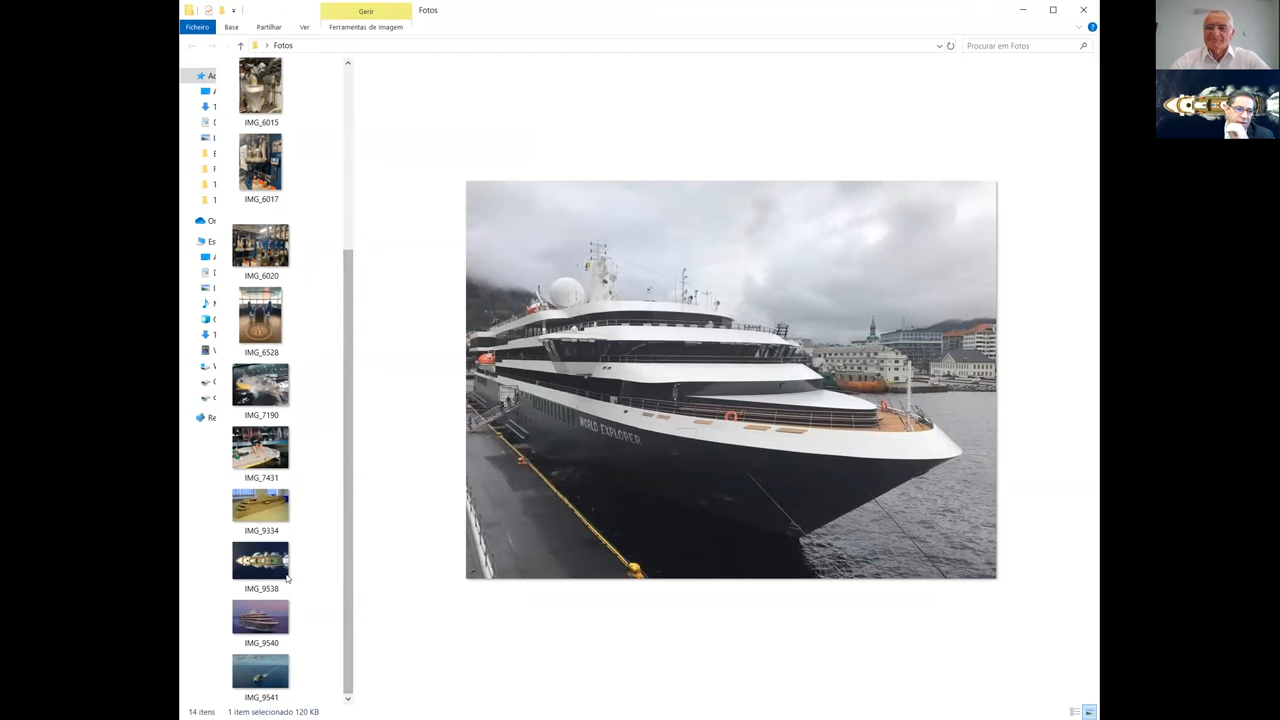 Gerir
Fotos
Ficheiro
Base
Partilhar
Ver
Ferramentas de Imagem
Fotos
Procurar em Fotos
IMG_6015
IMG_6017
IMG_6020
IMG_6528
IMG_7190
IMG_7431
IMG_9334
IMG_9538
IMG_9540
IMG_9541
WORLD EXPLORER
14 itens
1 item selecionado 120 KB